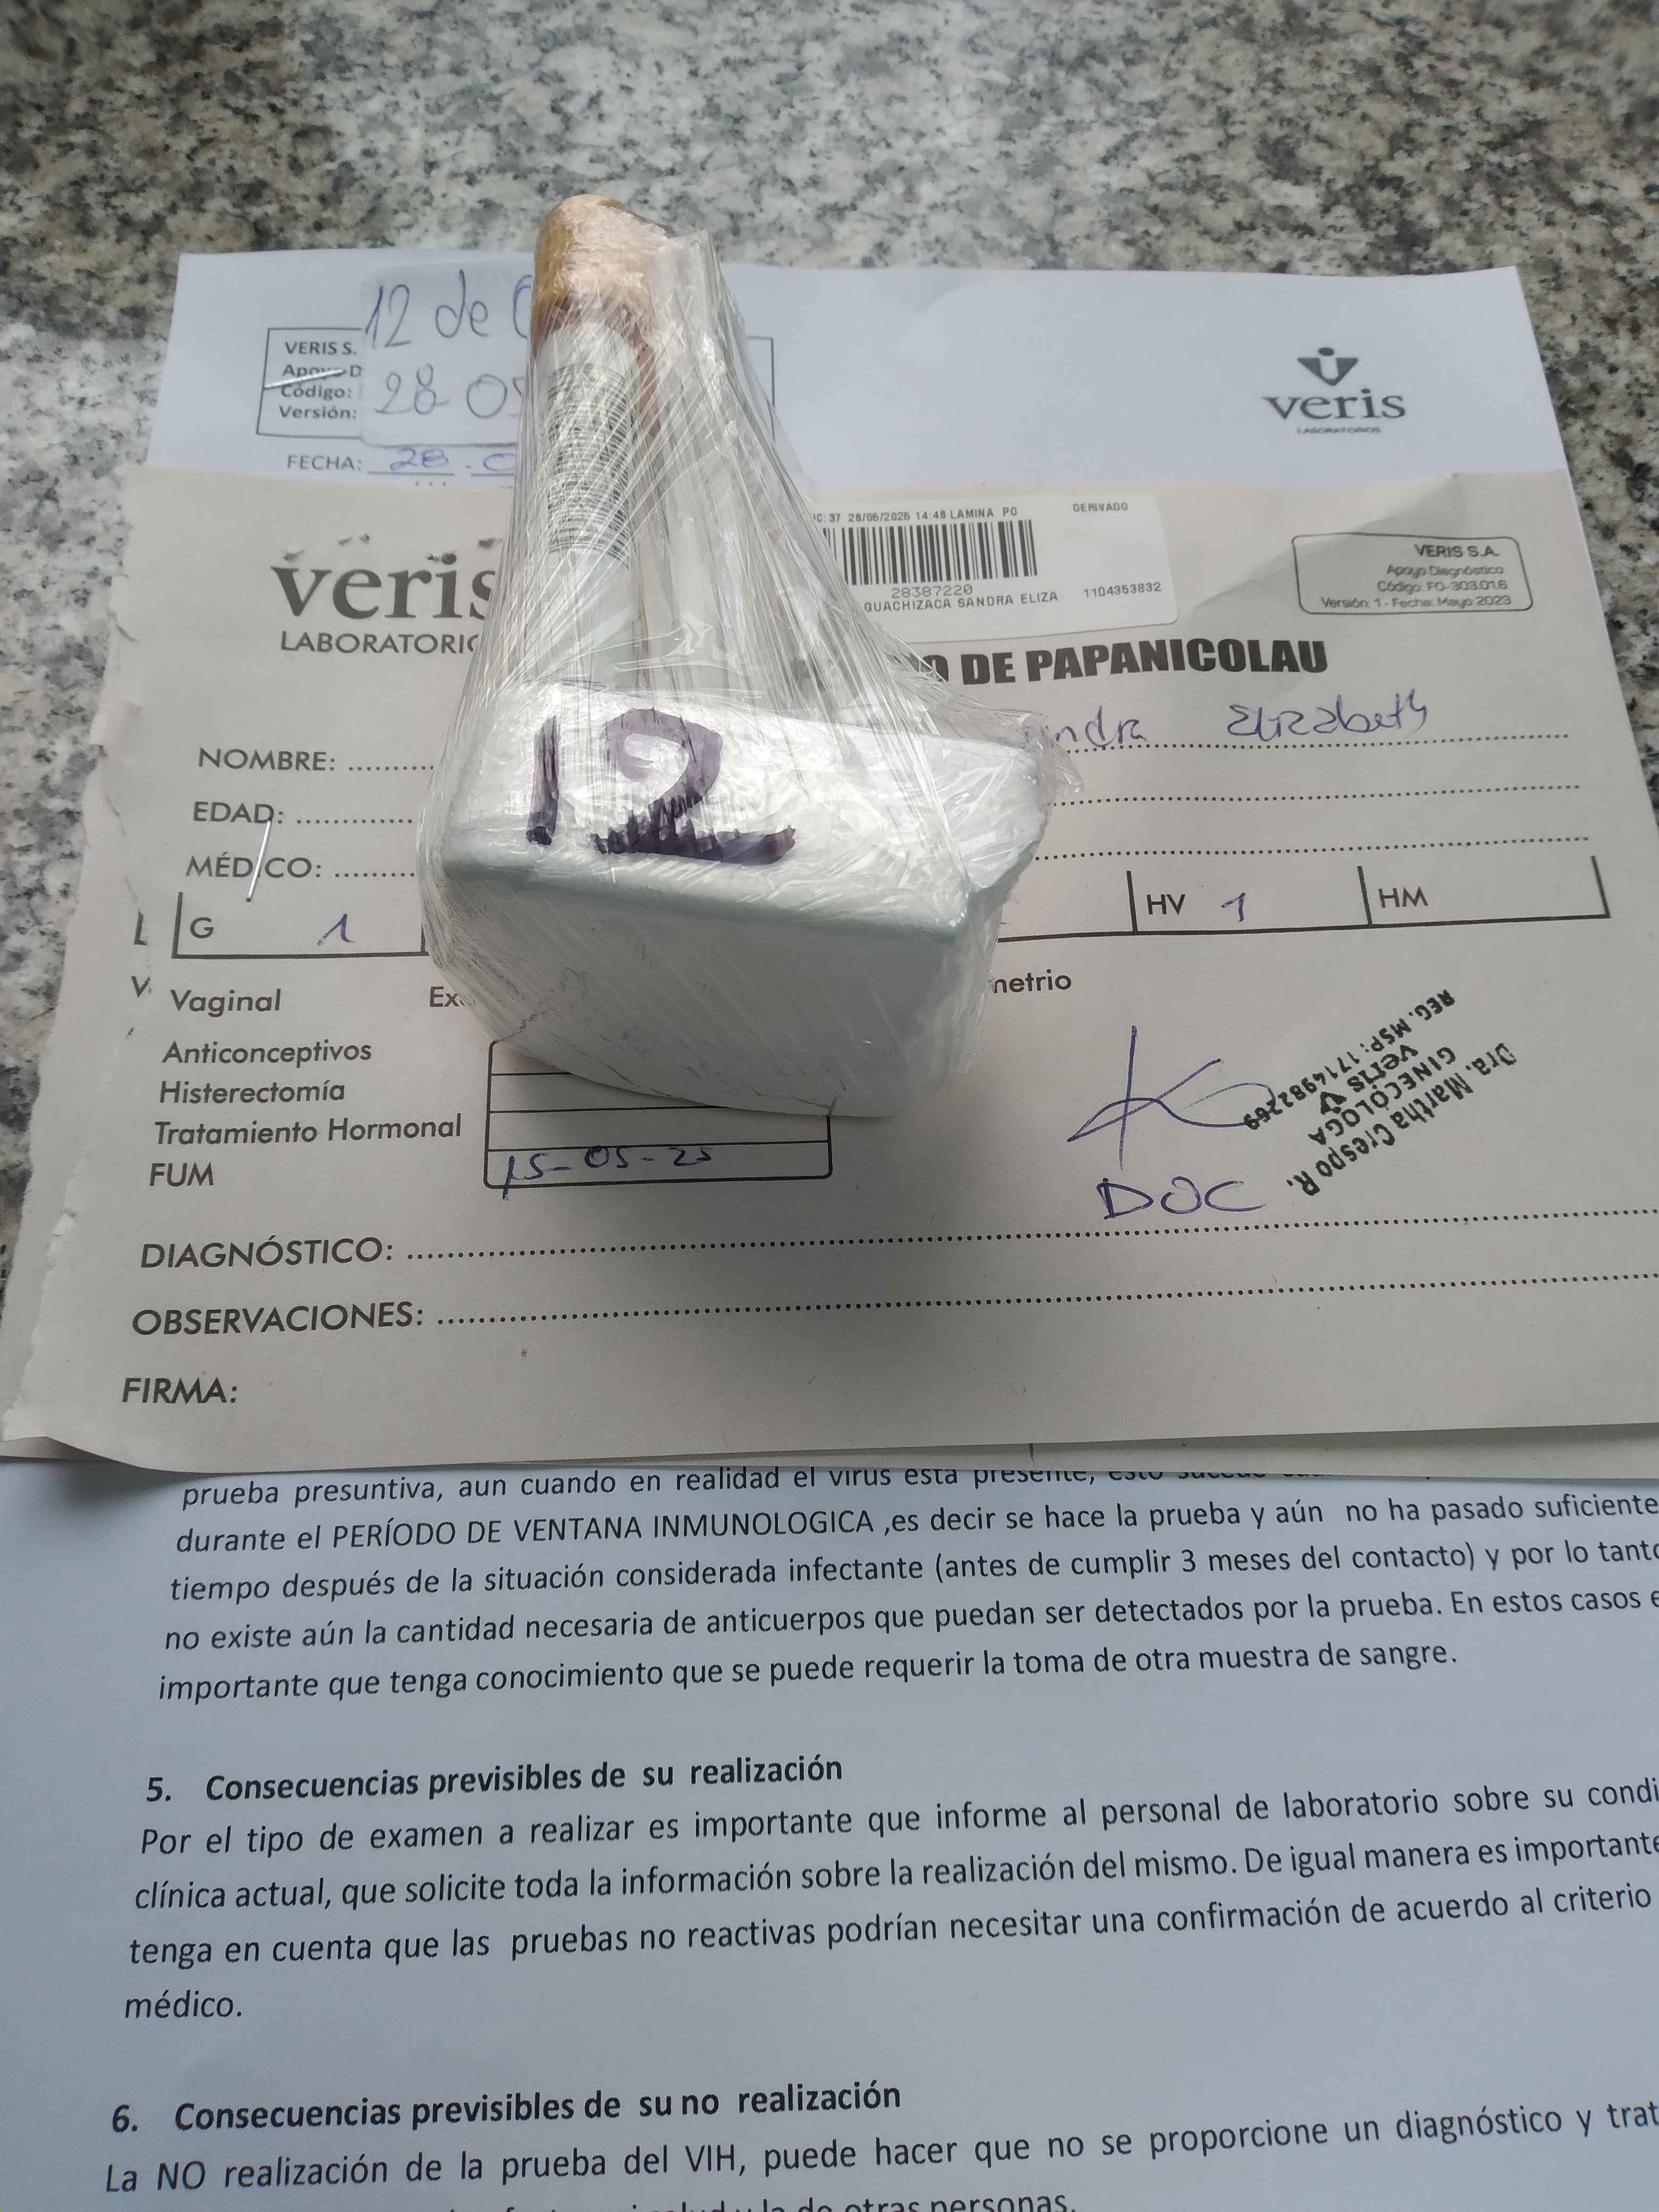 12 de
28 05
VERIS S.
Apoyo D
Código:
Versión:
FECHA: 28
veris
LABORATORIOS
37 28/05/2025 14:48 LAMINA PO DERIVADO
28387220
GUACHIZACA SANDRA ELIZA 1104353832
VERIS S.A.
Apoyo Diagnóstico
Código: FO-303.01.6
Versión: 1 - Fecha: Mayo 2023
veris
LABORATORIO
O DE PAPANICOLAU
NOMBRE: ndra Elizabeth
EDAD:
MÉDICO:
12
G 1 HV 1 HM
Vaginal Ex metrio
Anticonceptivos
Histerectomía
Tratamiento Hormonal
FUM 15-05-25
Dra. Martha Crespo R.
GINECÓLOGA
veris
REG. MSP: 1714982269
DOC
DIAGNÓSTICO:
OBSERVACIONES:
FIRMA:
prueba presuntiva, aun cuando en realidad el virus está presente, esto sucede
durante el PERÍODO DE VENTANA INMUNOLOGICA ,es decir se hace la prueba y aún no ha pasado suficiente
tiempo después de la situación considerada infectante (antes de cumplir 3 meses del contacto) y por lo tanto
no existe aún la cantidad necesaria de anticuerpos que puedan ser detectados por la prueba. En estos casos e
importante que tenga conocimiento que se puede requerir la toma de otra muestra de sangre.
5. Consecuencias previsibles de su realización
Por el tipo de examen a realizar es importante que informe al personal de laboratorio sobre su condi
clínica actual, que solicite toda la información sobre la realización del mismo. De igual manera es importante
tenga en cuenta que las pruebas no reactivas podrían necesitar una confirmación de acuerdo al criterio
médico.
6. Consecuencias previsibles de su no realización
La NO realización de la prueba del VIH, puede hacer que no se proporcione un diagnóstico y trat
salud y la de otras personas.